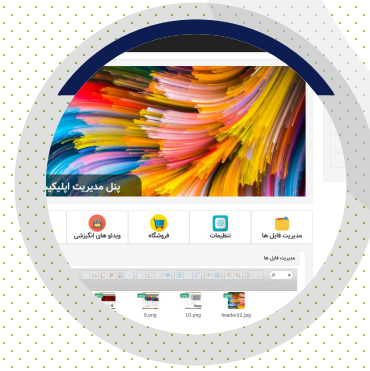 پنل مدیریت اپلیکی
مدیریت فایل ها
تنظیمات
فروشگاه
ویدئو های انگیزشی
مدیریت فایل ها
header22.jpg
10.png
9.png